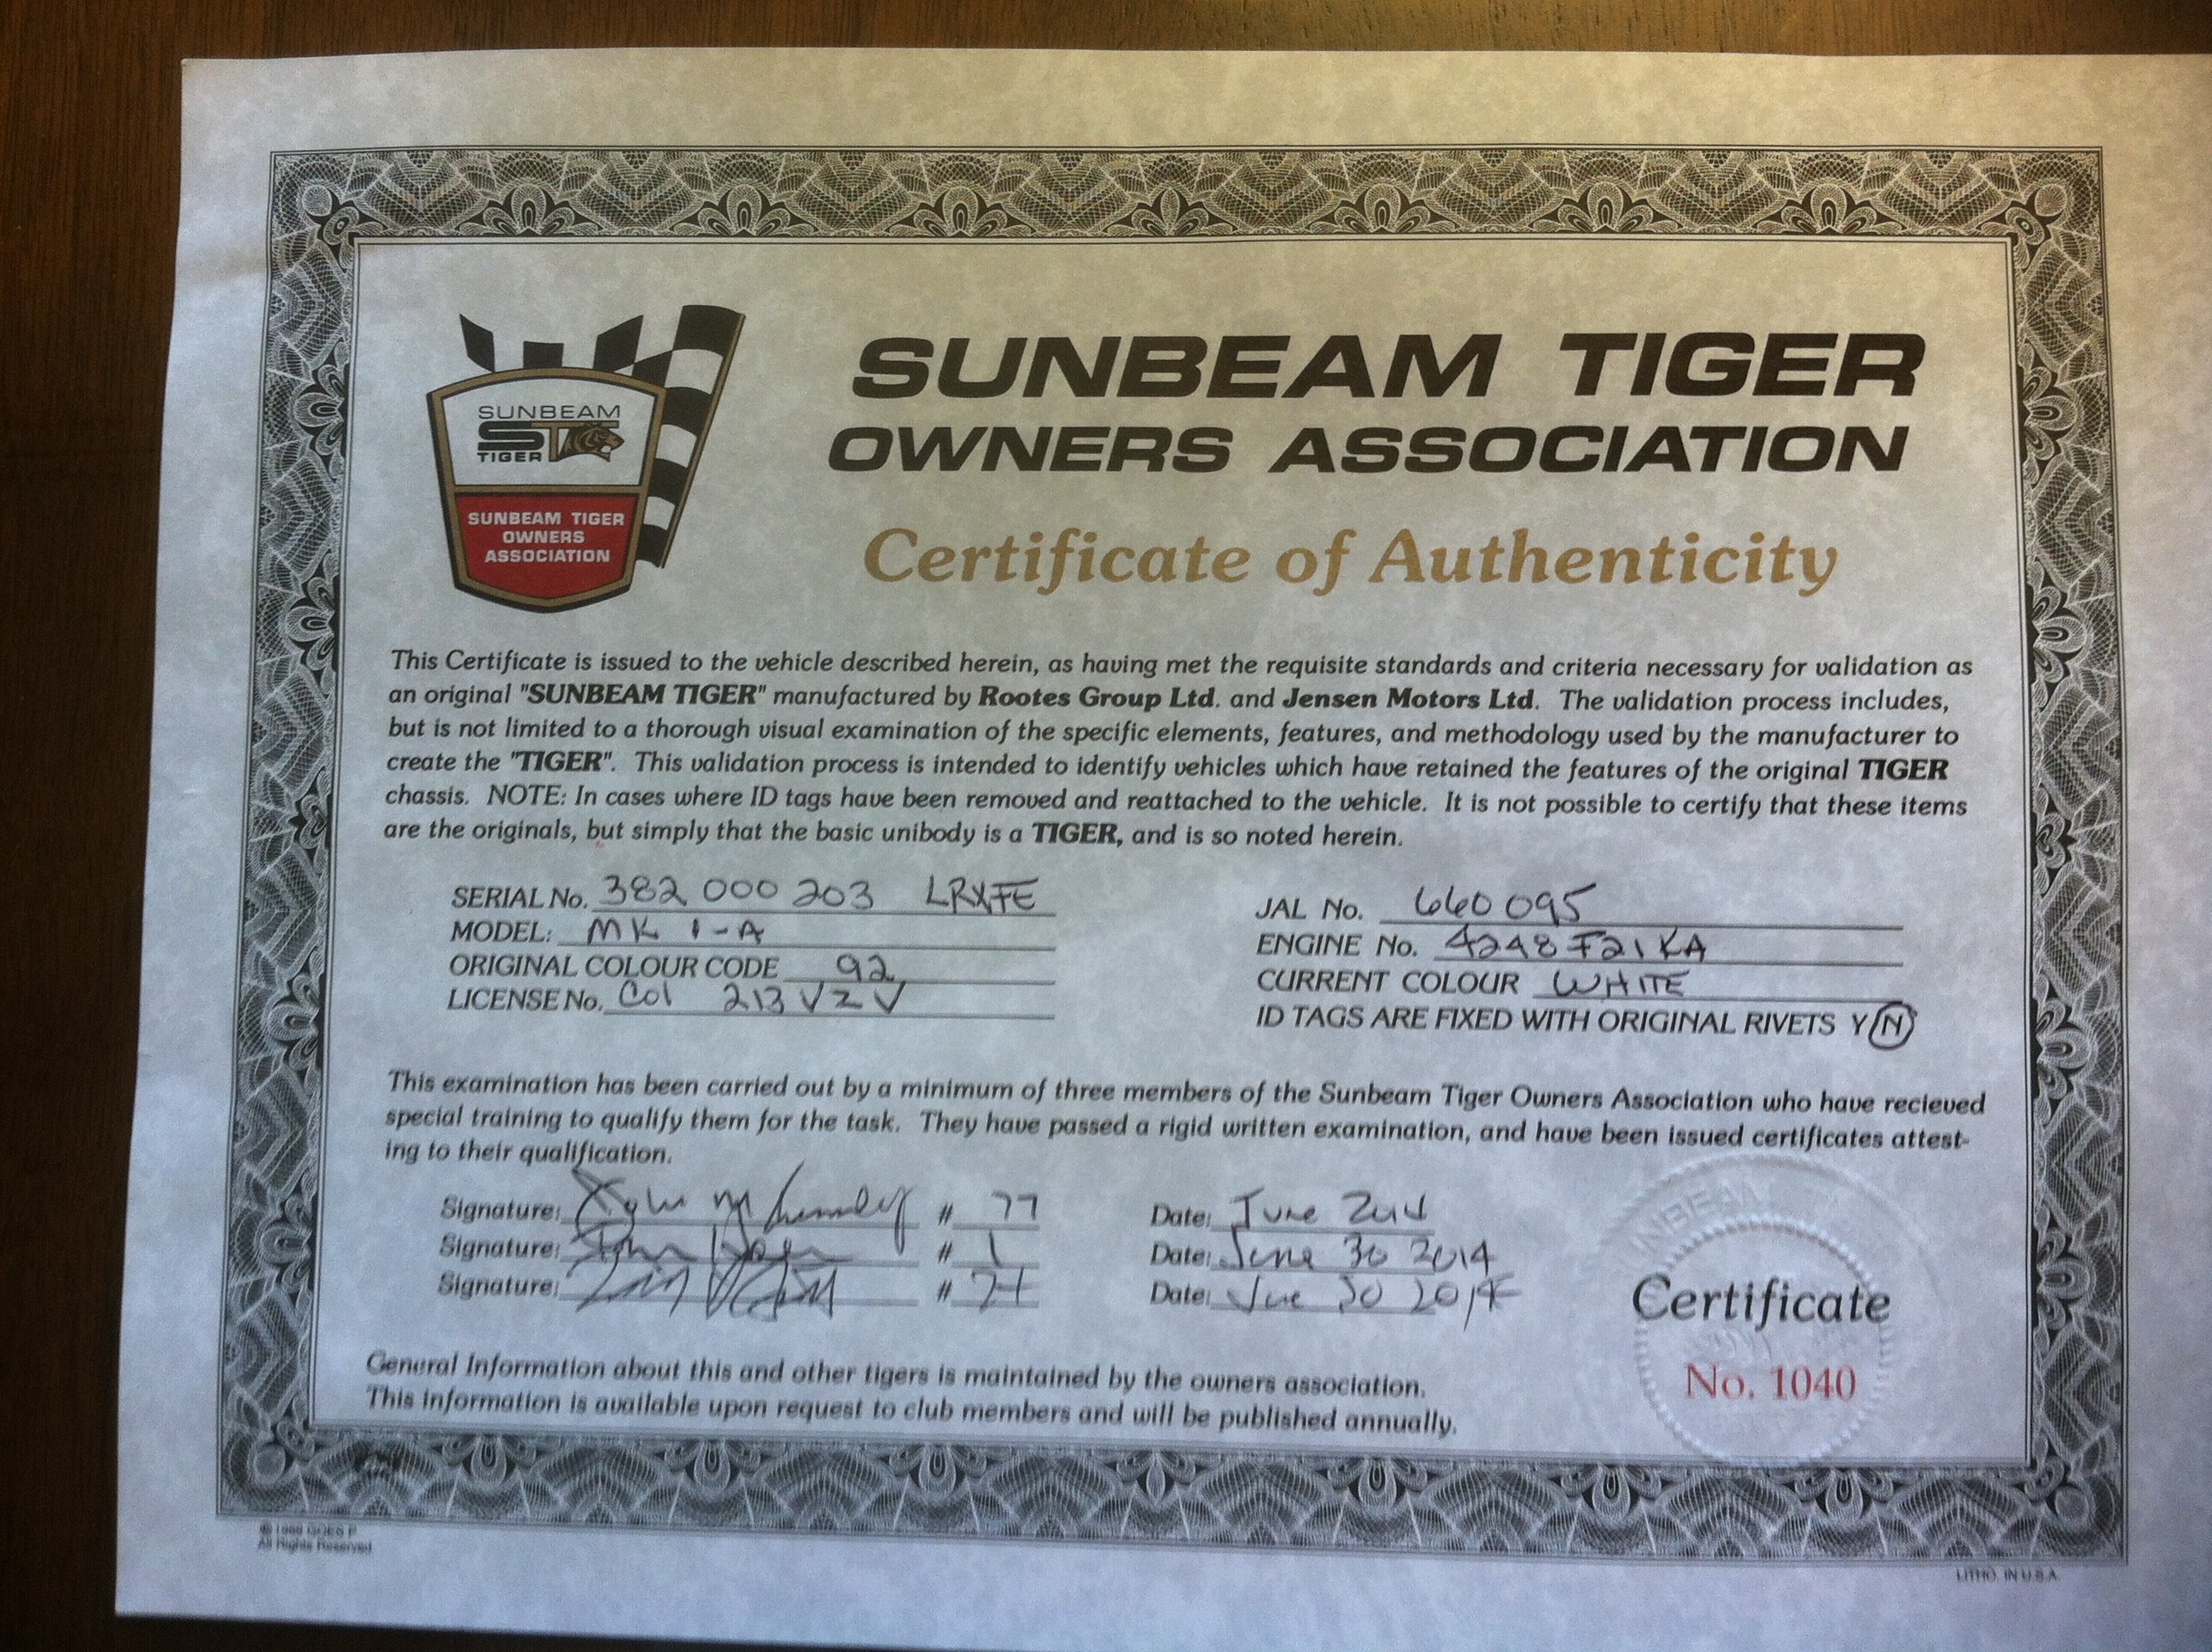 SUNBEAM
ST
TIGER
SUNBEAM TIGER
OWNERS
ASSOCIATION
SUNBEAM TIGER
OWNERS ASSOCIATION
Certificate of Authenticity
This Certificate is issued to the vehicle described herein, as having met the requisite standards and criteria necessary for validation as
an original "SUNBEAM TIGER" manufactured by Rootes Group Ltd. and Jensen Motors Ltd. The validation process includes,
but is not limited to a thorough visual examination of the specific elements, features, and methodology used by the manufacturer to
create the "TIGER". This validation process is intended to identify vehicles which have retained the features of the original TIGER
chassis. NOTE: In cases where ID tags have been removed and reattached to the vehicle. It is not possible to certify that these items
are the originals, but simply that the basic unibody is a TIGER, and is so noted herein.
SERIAL No. 382 000 203 LRXFE
MODEL: MK 1-A
ORIGINAL COLOUR CODE 92
LICENSE No. Col 213 VZV
JAL No. 660095
ENGINE No. 4248 F21KA
CURRENT COLOUR WHITE
ID TAGS ARE FIXED WITH ORIGINAL RIVETS Y N
This examination has been carried out by a minimum of three members of the Sunbeam Tiger Owners Association who have recieved
special training to qualify them for the task. They have passed a rigid written examination, and have been issued certificates attest-
ing to their qualification.
Signature: # 77 Date: June 2014
Signature: # 1 Date: June 30 2014
Signature: # Date: June 30 2014
General Information about this and other tigers is maintained by the owners association.
This information is available upon request to club members and will be published annually.
SUNBEAM
Certificate
No. 1040
© 1988 GOES P
All Rights Reserved
LITHO. IN U.S.A.